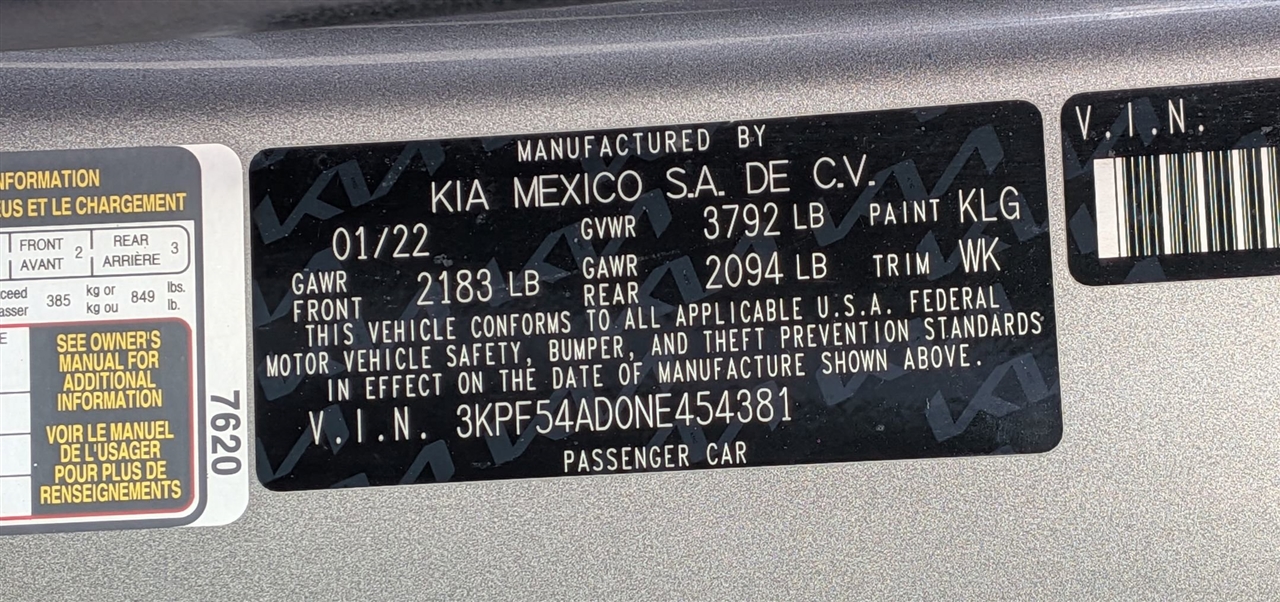 NFORMATION
EUS ET LE CHARGEMENT
FRONT AVANT 2 REAR ARRIÈRE 3
385 kg or kg ou 849 lbs. lb.
SEE OWNER'S
MANUAL FOR
ADDITIONAL
INFORMATION
VOIR LE MANUEL
DE L'USAGER
POUR PLUS DE
RENSEIGNEMENTS
7620
MANUFACTURED BY
KIA MEXICO S.A. DE C.V.
01/22 GVWR 3792 LB PAINT KLG
GAWR FRONT 2183 LB GAWR REAR 2094 LB TRIM WK
THIS VEHICLE CONFORMS TO ALL APPLICABLE U.S.A. FEDERAL
MOTOR VEHICLE SAFETY, BUMPER, AND THEFT PREVENTION STANDARDS
IN EFFECT ON THE DATE OF MANUFACTURE SHOWN ABOVE.
V.I.N. 3KPF54AD0NE454381
PASSENGER CAR
V.I.N.